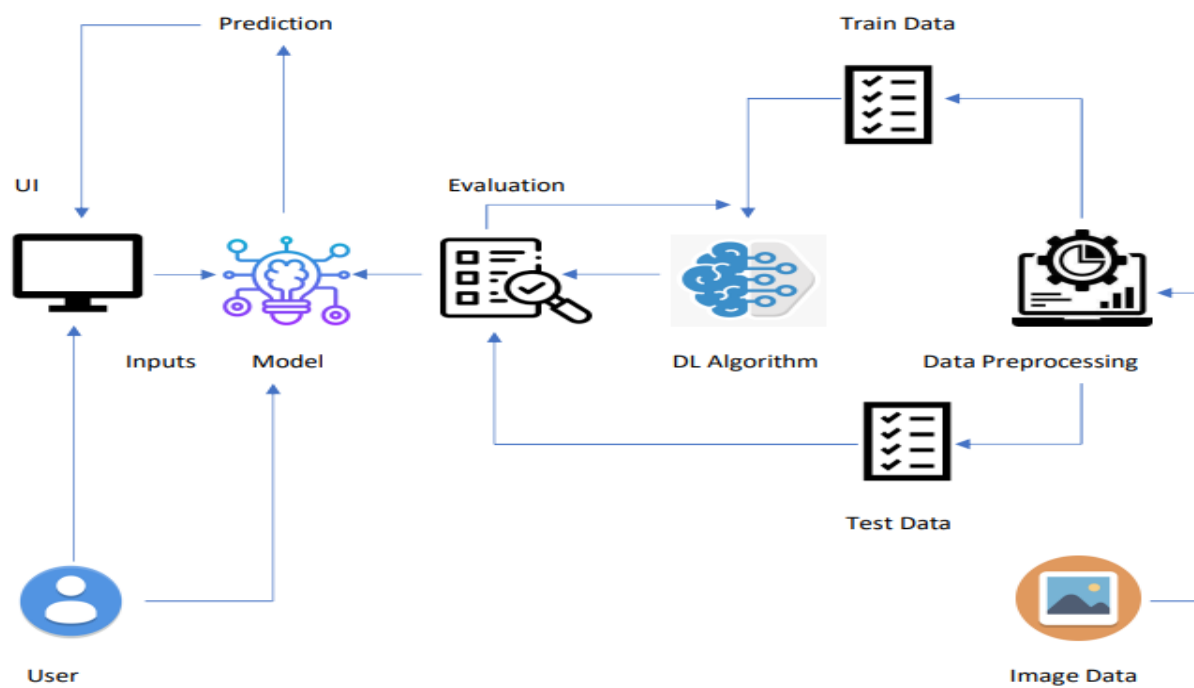 Prediction
Train Data
UI
Evaluation
Inputs
Model
DL Algorithm
Data Preprocessing
Test Data
User
Image Data